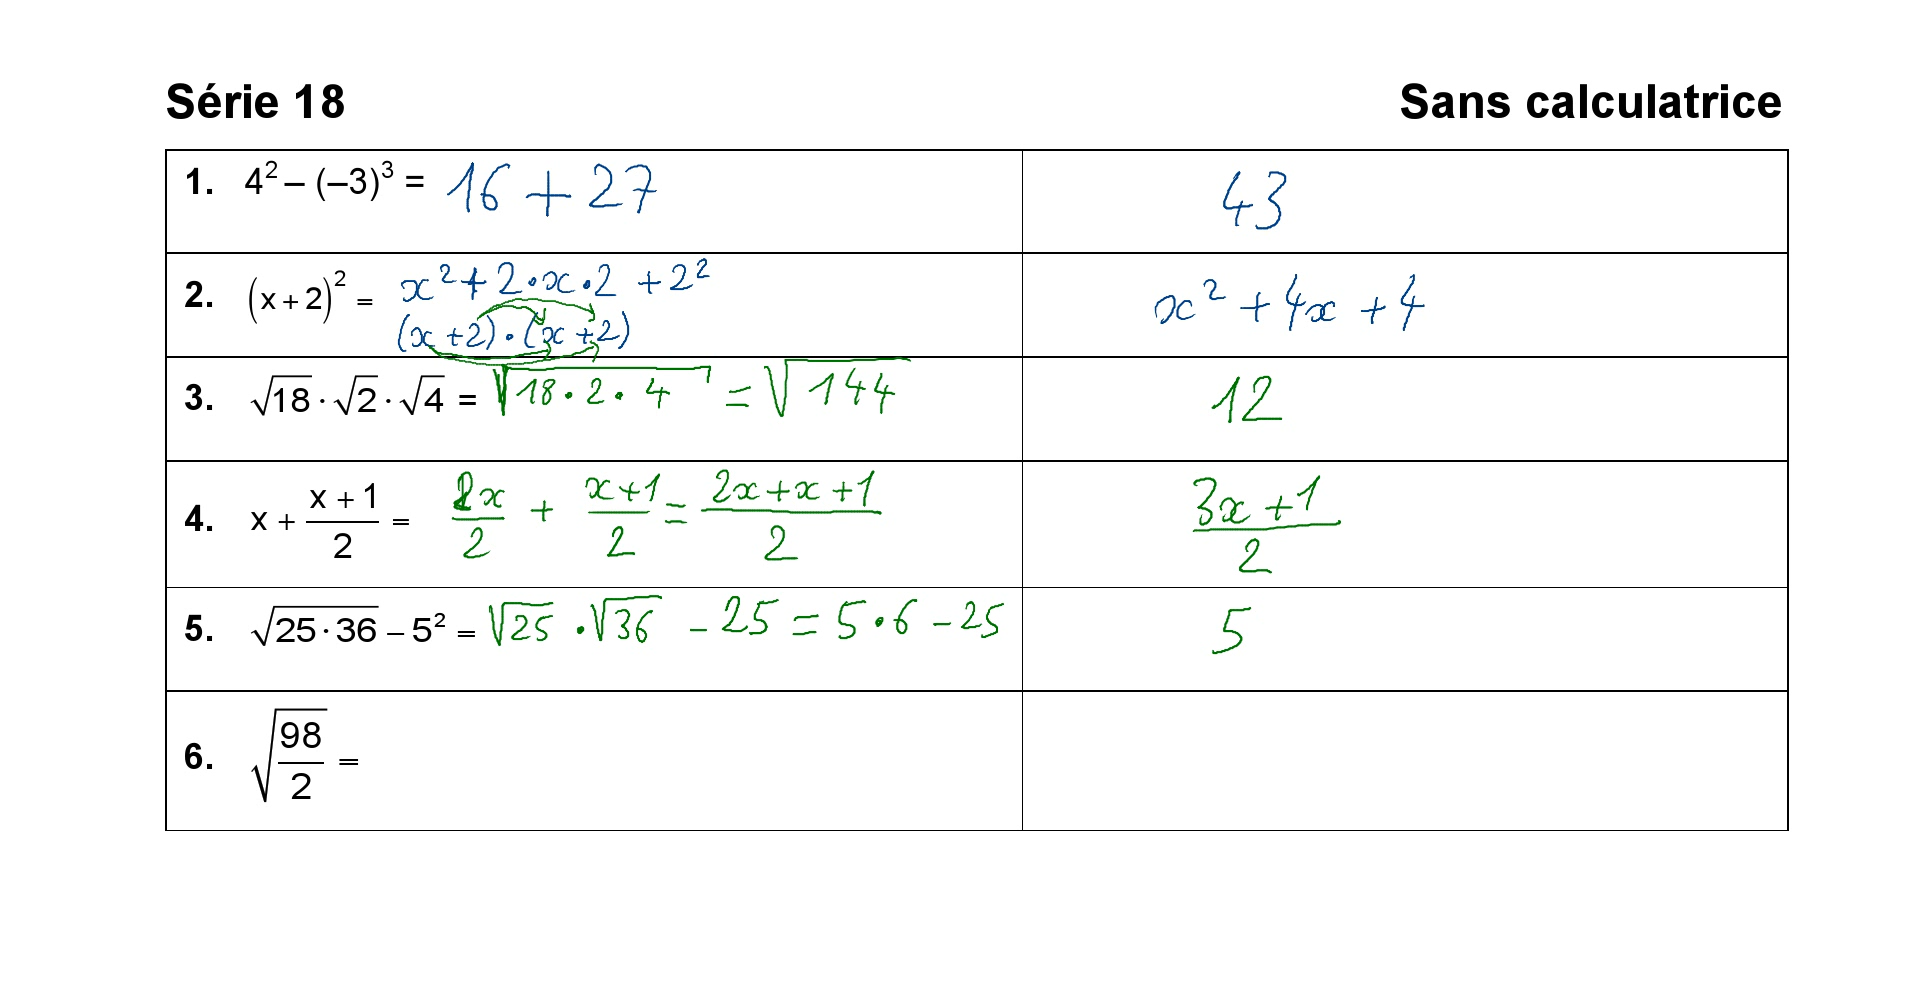 Série 18 Sans calculatrice
1. 4² – (–3)³ = 16 + 27 43
2. (x + 2)² = x² + 2·x·2 + 2² x² + 4x + 4
(x + 2)·(x + 2)
3. √18 · √2 · √4 = √(18·2·4) = √144 12
4. x + (x + 1)/2 = 2x/2 + (x+1)/2 = (2x+x+1)/2 (3x+1)/2
5. √(25·36) – 5² = √25 · √36 – 25 = 5·6 – 25 5
6. √(98/2) =